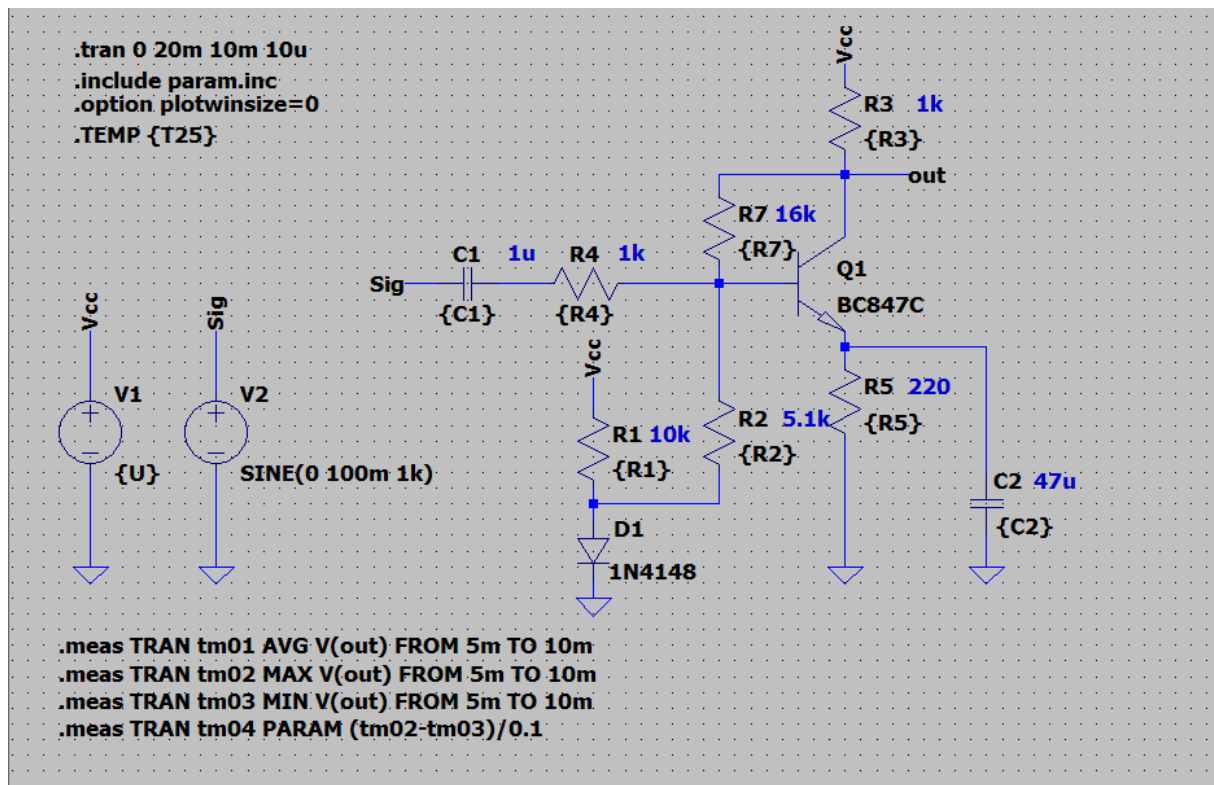 .tran 0 20m 10m 10u
.include param.inc
.option plotwinsize=0
.TEMP {T25}
Vcc
R3 1k
{R3}
out
R7 16k
{R7}
C1 1u R4 1k
Sig
{C1} {R4}
Q1
BC847C
Vcc
Sig
Vcc
V1 V2
{U} SINE(0 100m 1k)
R1 10k
{R1}
R2 5.1k
{R2}
R5 220
{R5}
C2 47u
{C2}
D1
1N4148
.meas TRAN tm01 AVG V(out) FROM 5m TO 10m
.meas TRAN tm02 MAX V(out) FROM 5m TO 10m
.meas TRAN tm03 MIN V(out) FROM 5m TO 10m
.meas TRAN tm04 PARAM (tm02-tm03)/0.1